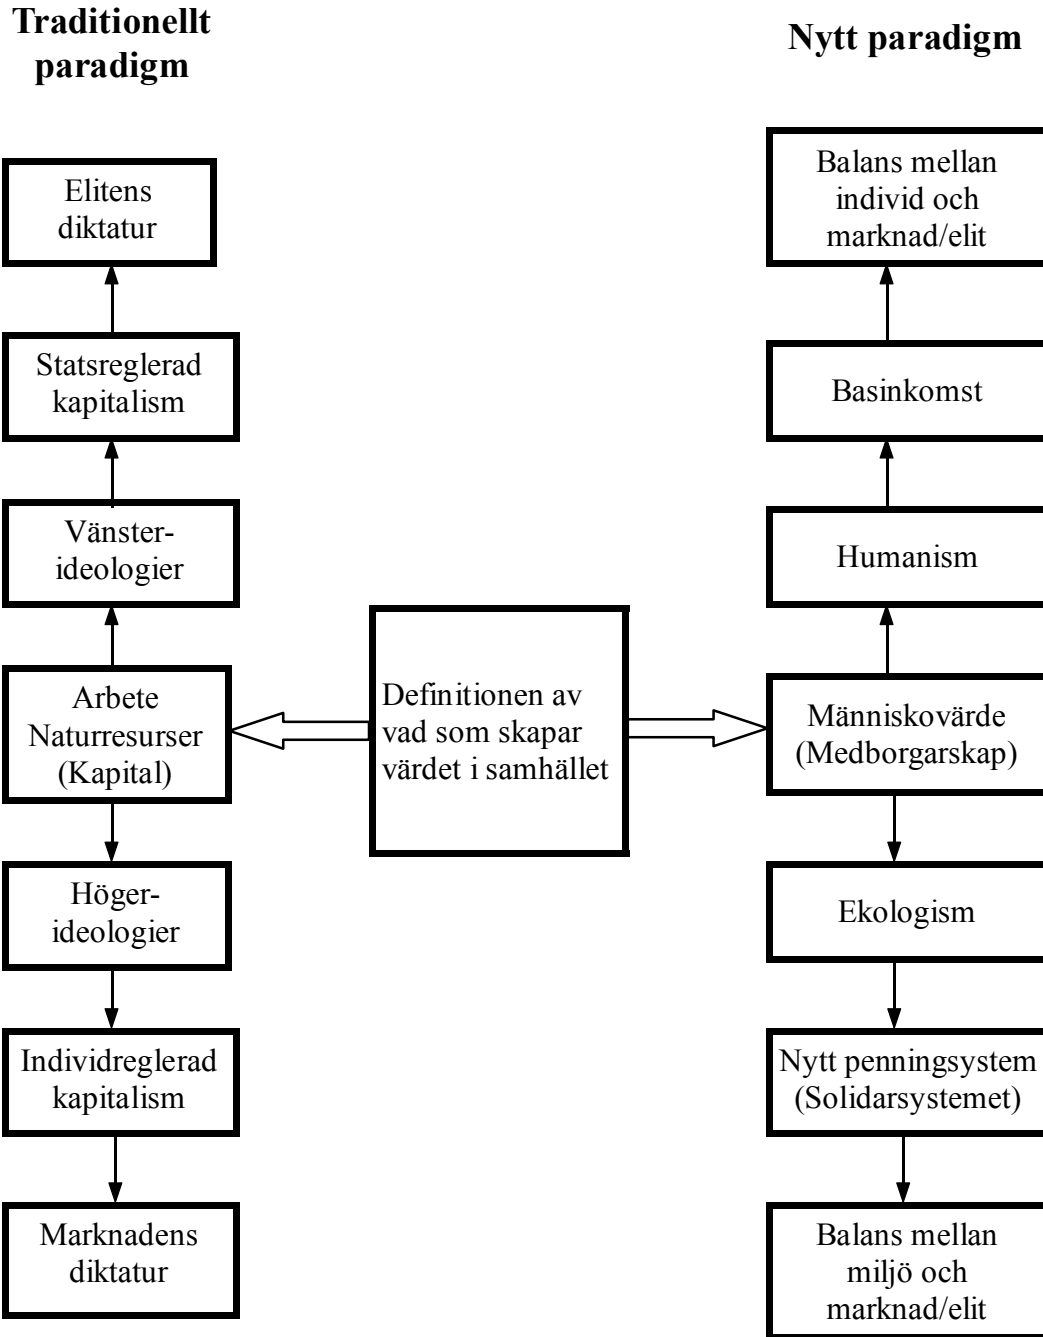 Traditionellt
paradigm
Elitens
diktatur
Statsreglerad
kapitalism
Vänster-
ideologier
Arbete
Naturresurser
(Kapital)
Höger-
ideologier
Individreglerad
kapitalism
Marknadens
diktatur
Definitionen av
vad som skapar
värdet i samhället
Nytt paradigm
Balans mellan
individ och
marknad/elit
Basinkomst
Humanism
Människovärde
(Medborgarskap)
Ekologism
Nytt penningsystem
(Solidarsystemet)
Balans mellan
miljö och
marknad/elit